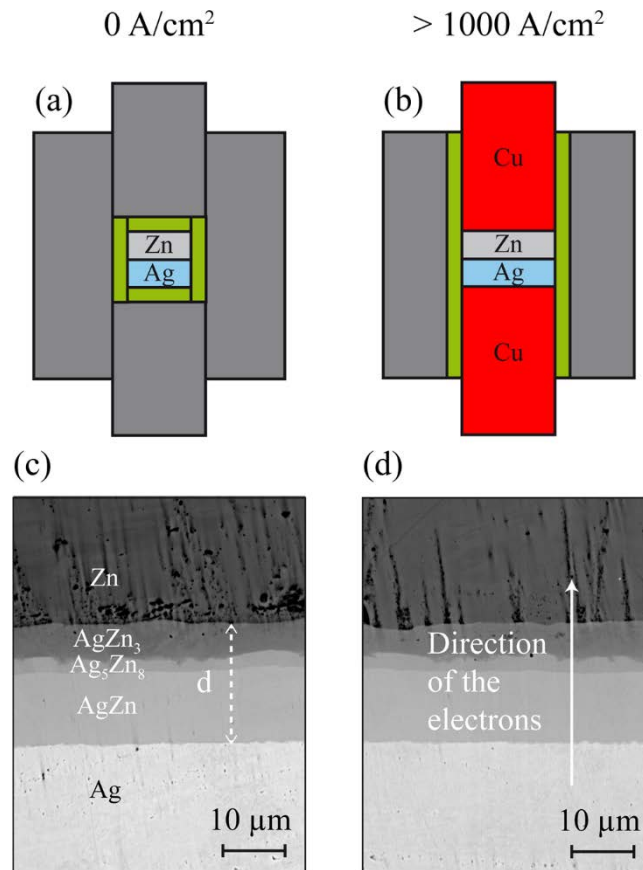 0 A/cm²
> 1000 A/cm²
(a)
Zn
Ag
(b)
Cu
Zn
Ag
Cu
(c)
Zn
AgZn₃
Ag₅Zn₈
AgZn
d
Ag
10 µm
(d)
Direction
of the
electrons
10 µm